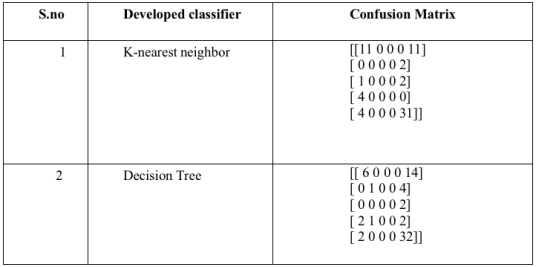 S.no Developed classifier Confusion Matrix
1 K-nearest neighbor [[11 0 0 0 11]
[ 0 0 0 0 2]
[ 1 0 0 0 2]
[ 4 0 0 0 0]
[ 4 0 0 0 31]]
2 Decision Tree [[ 6 0 0 0 14]
[ 0 1 0 0 4]
[ 0 0 0 0 2]
[ 2 1 0 0 2]
[ 2 0 0 0 32]]